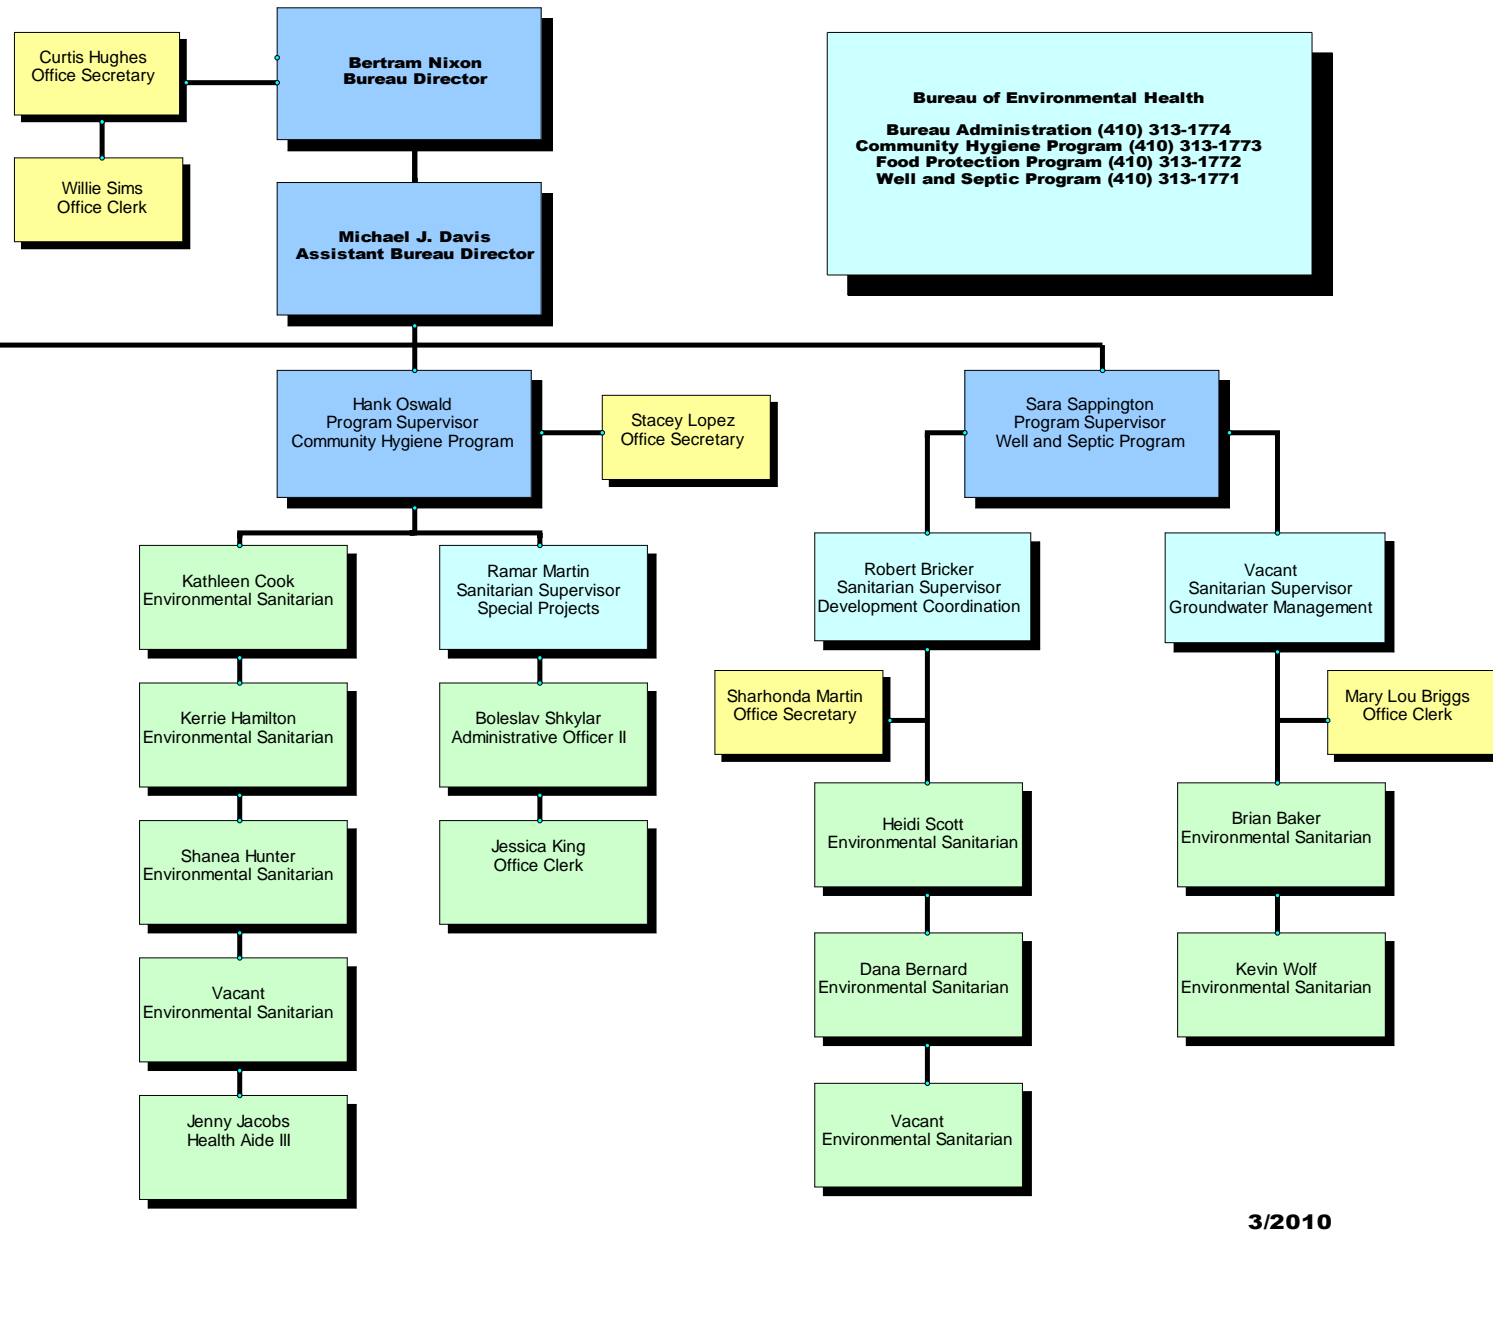 Curtis Hughes
Office Secretary
Bertram Nixon
Bureau Director
Bureau of Environmental Health
Bureau Administration (410) 313-1774
Community Hygiene Program (410) 313-1773
Food Protection Program (410) 313-1772
Well and Septic Program (410) 313-1771
Willie Sims
Office Clerk
Michael J. Davis
Assistant Bureau Director
Hank Oswald
Program Supervisor
Community Hygiene Program
Stacey Lopez
Office Secretary
Sara Sappington
Program Supervisor
Well and Septic Program
Kathleen Cook
Environmental Sanitarian
Ramar Martin
Sanitarian Supervisor
Special Projects
Robert Bricker
Sanitarian Supervisor
Development Coordination
Vacant
Sanitarian Supervisor
Groundwater Management
Kerrie Hamilton
Environmental Sanitarian
Boleslav Shkylar
Administrative Officer II
Sharhonda Martin
Office Secretary
Mary Lou Briggs
Office Clerk
Shanea Hunter
Environmental Sanitarian
Jessica King
Office Clerk
Heidi Scott
Environmental Sanitarian
Brian Baker
Environmental Sanitarian
Vacant
Environmental Sanitarian
Dana Bernard
Environmental Sanitarian
Kevin Wolf
Environmental Sanitarian
Jenny Jacobs
Health Aide III
Vacant
Environmental Sanitarian
3/2010